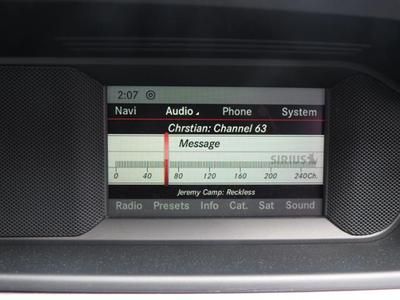 2:07
Navi Audio Phone System
Chrstian: Channel 63
Message
SIRIUS
0 40 80 120 160 200 240Ch.
Jeremy Camp: Reckless
Radio Presets Info Cat. Sat Sound